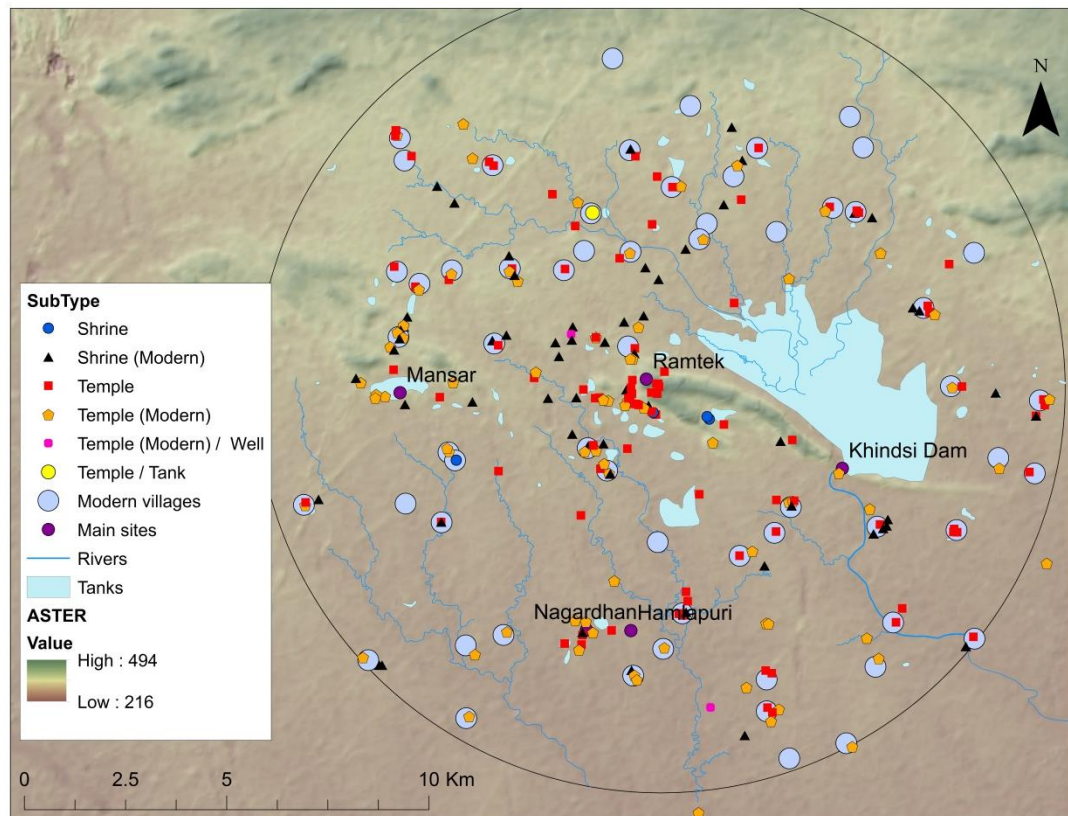 N
Ramtek
Mansar
Khindsi Dam
NagardhanHamlapuri
SubType
Shrine
Shrine (Modern)
Temple
Temple (Modern)
Temple (Modern) / Well
Temple / Tank
Modern villages
Main sites
Rivers
Tanks
ASTER
Value
High : 494
Low : 216
0 2.5 5 10 Km